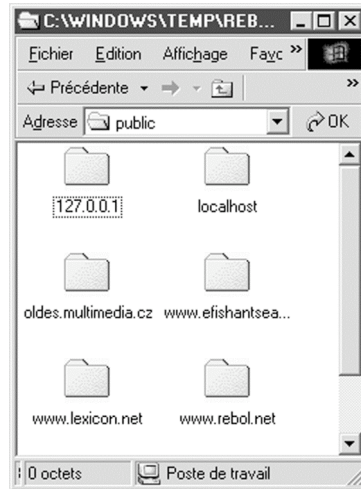 C:\WINDOWS\TEMP\REB...
Fichier Edition Affichage Favc »
Précédente »
Adresse public OK
127.0.0.1 localhost
oldes.multimedia.cz www.efishantsea...
www.lexicon.net www.rebol.net
0 octets Poste de travail